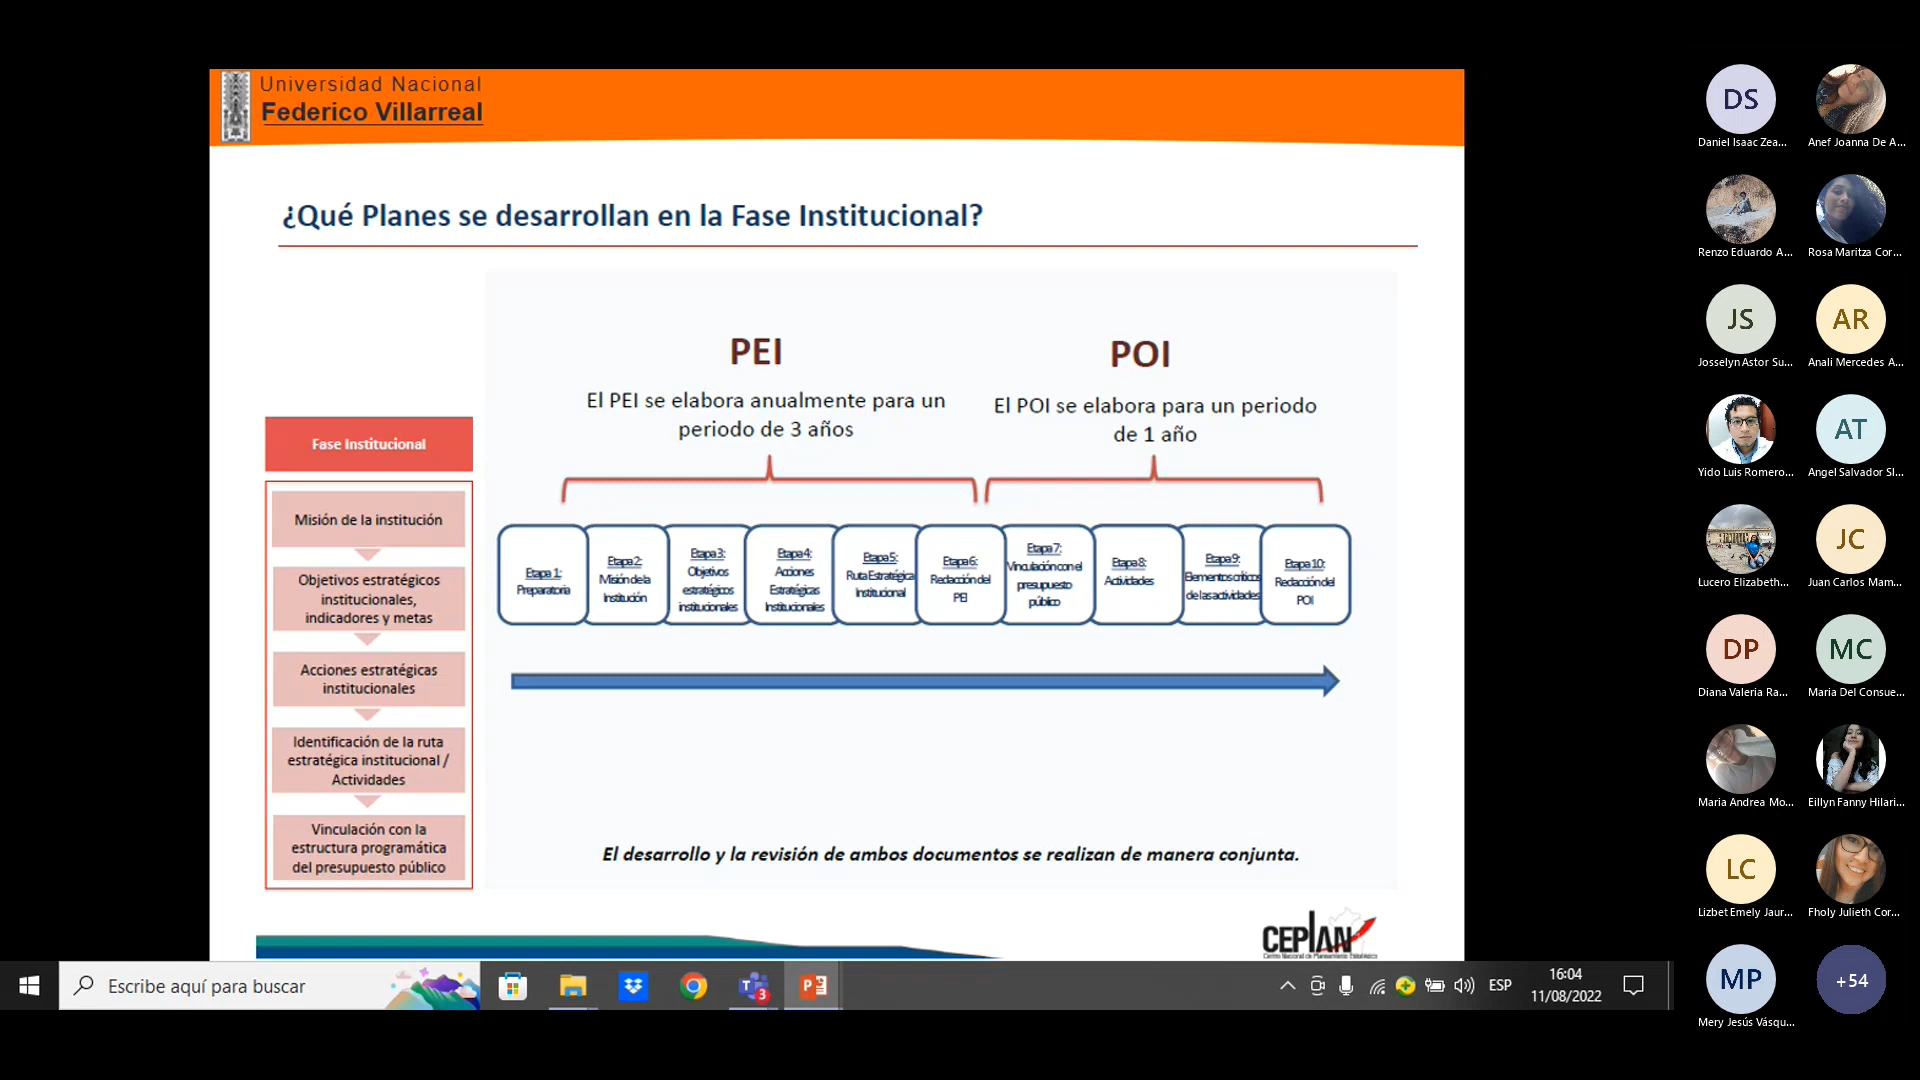 Universidad Nacional
Federico Villarreal
¿Qué Planes se desarrollan en la Fase Institucional?
PEI
El PEI se elabora anualmente para un
periodo de 3 años
POI
El POI se elabora para un periodo
de 1 año
Fase Institucional
Misión de la institución
Objetivos estratégicos
institucionales,
indicadores y metas
Acciones estratégicas
institucionales
Identificación de la ruta
estratégica institucional /
Actividades
Vinculación con la
estructura programática
del presupuesto público
Etapa 1:
Preparatoria
Etapa 2:
Misión de la
Institución
Etapa 3:
Objetivos
estratégicos
institucionales
Etapa 4:
Acciones
Estratégicas
Institucionales
Etapa 5:
Ruta Estratégica
Institucional
Etapa 6:
Redacción del
PEI
Etapa 7:
Vinculación con el
presupuesto
público
Etapa 8:
Actividades
Etapa 9:
Elementos críticos
de las actividades
Etapa 10:
Redacción del
POI
El desarrollo y la revisión de ambos documentos se realizan de manera conjunta.
CEPLAN
Centro Nacional de Planeamiento Estratégico
Escribe aquí para buscar
3
ESP
16:04
11/08/2022
DS
Daniel Isaac Zea...
Anef Joanna De A...
Renzo Eduardo A...
Rosa Maritza Cor...
JS
Josselyn Astor Su...
AR
Anali Mercedes A...
Yido Luis Romero...
AT
Angel Salvador Sl...
Lucero Elizabeth...
JC
Juan Carlos Mam...
DP
Diana Valeria Ra...
MC
Maria Del Consue...
Maria Andrea Mo...
Eillyn Fanny Hilari...
LC
Lizbet Emely Jaur...
Fholy Julieth Cor...
MP
Mery Jesús Vásqu...
+54